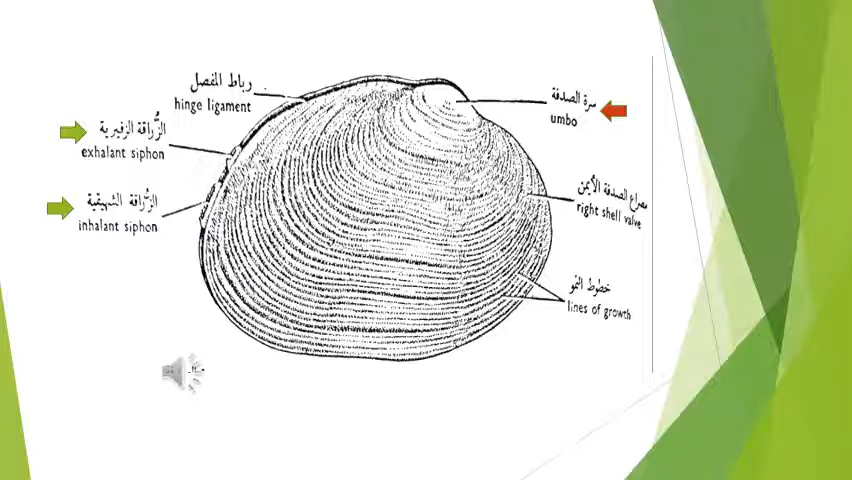 رباط المفصل
hinge ligament
الزُّراقة الزفيرية
exhalant siphon
الزُّراقة الشهيقية
inhalant siphon
سرة الصدفة
umbo
مصراع الصدفة الأيمن
right shell valve
خطوط النمو
lines of growth